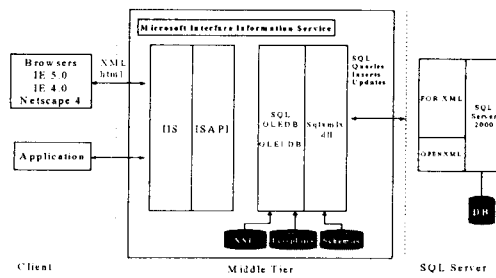 Microsoft Interface Information Service
Browsers
IE 5.0
IE 4.0
Netscape 4
XML
html
Application
IIS
ISAPI
SQL
OLEDB
OLEDB
Sqlxmlx
dll
SQL
Queries
Inserts
Updates
FOR XML
OPENXML
SQL
Server
2000
XSL
Templates
Schemas
DB
Client
Middle Tier
SQL Server